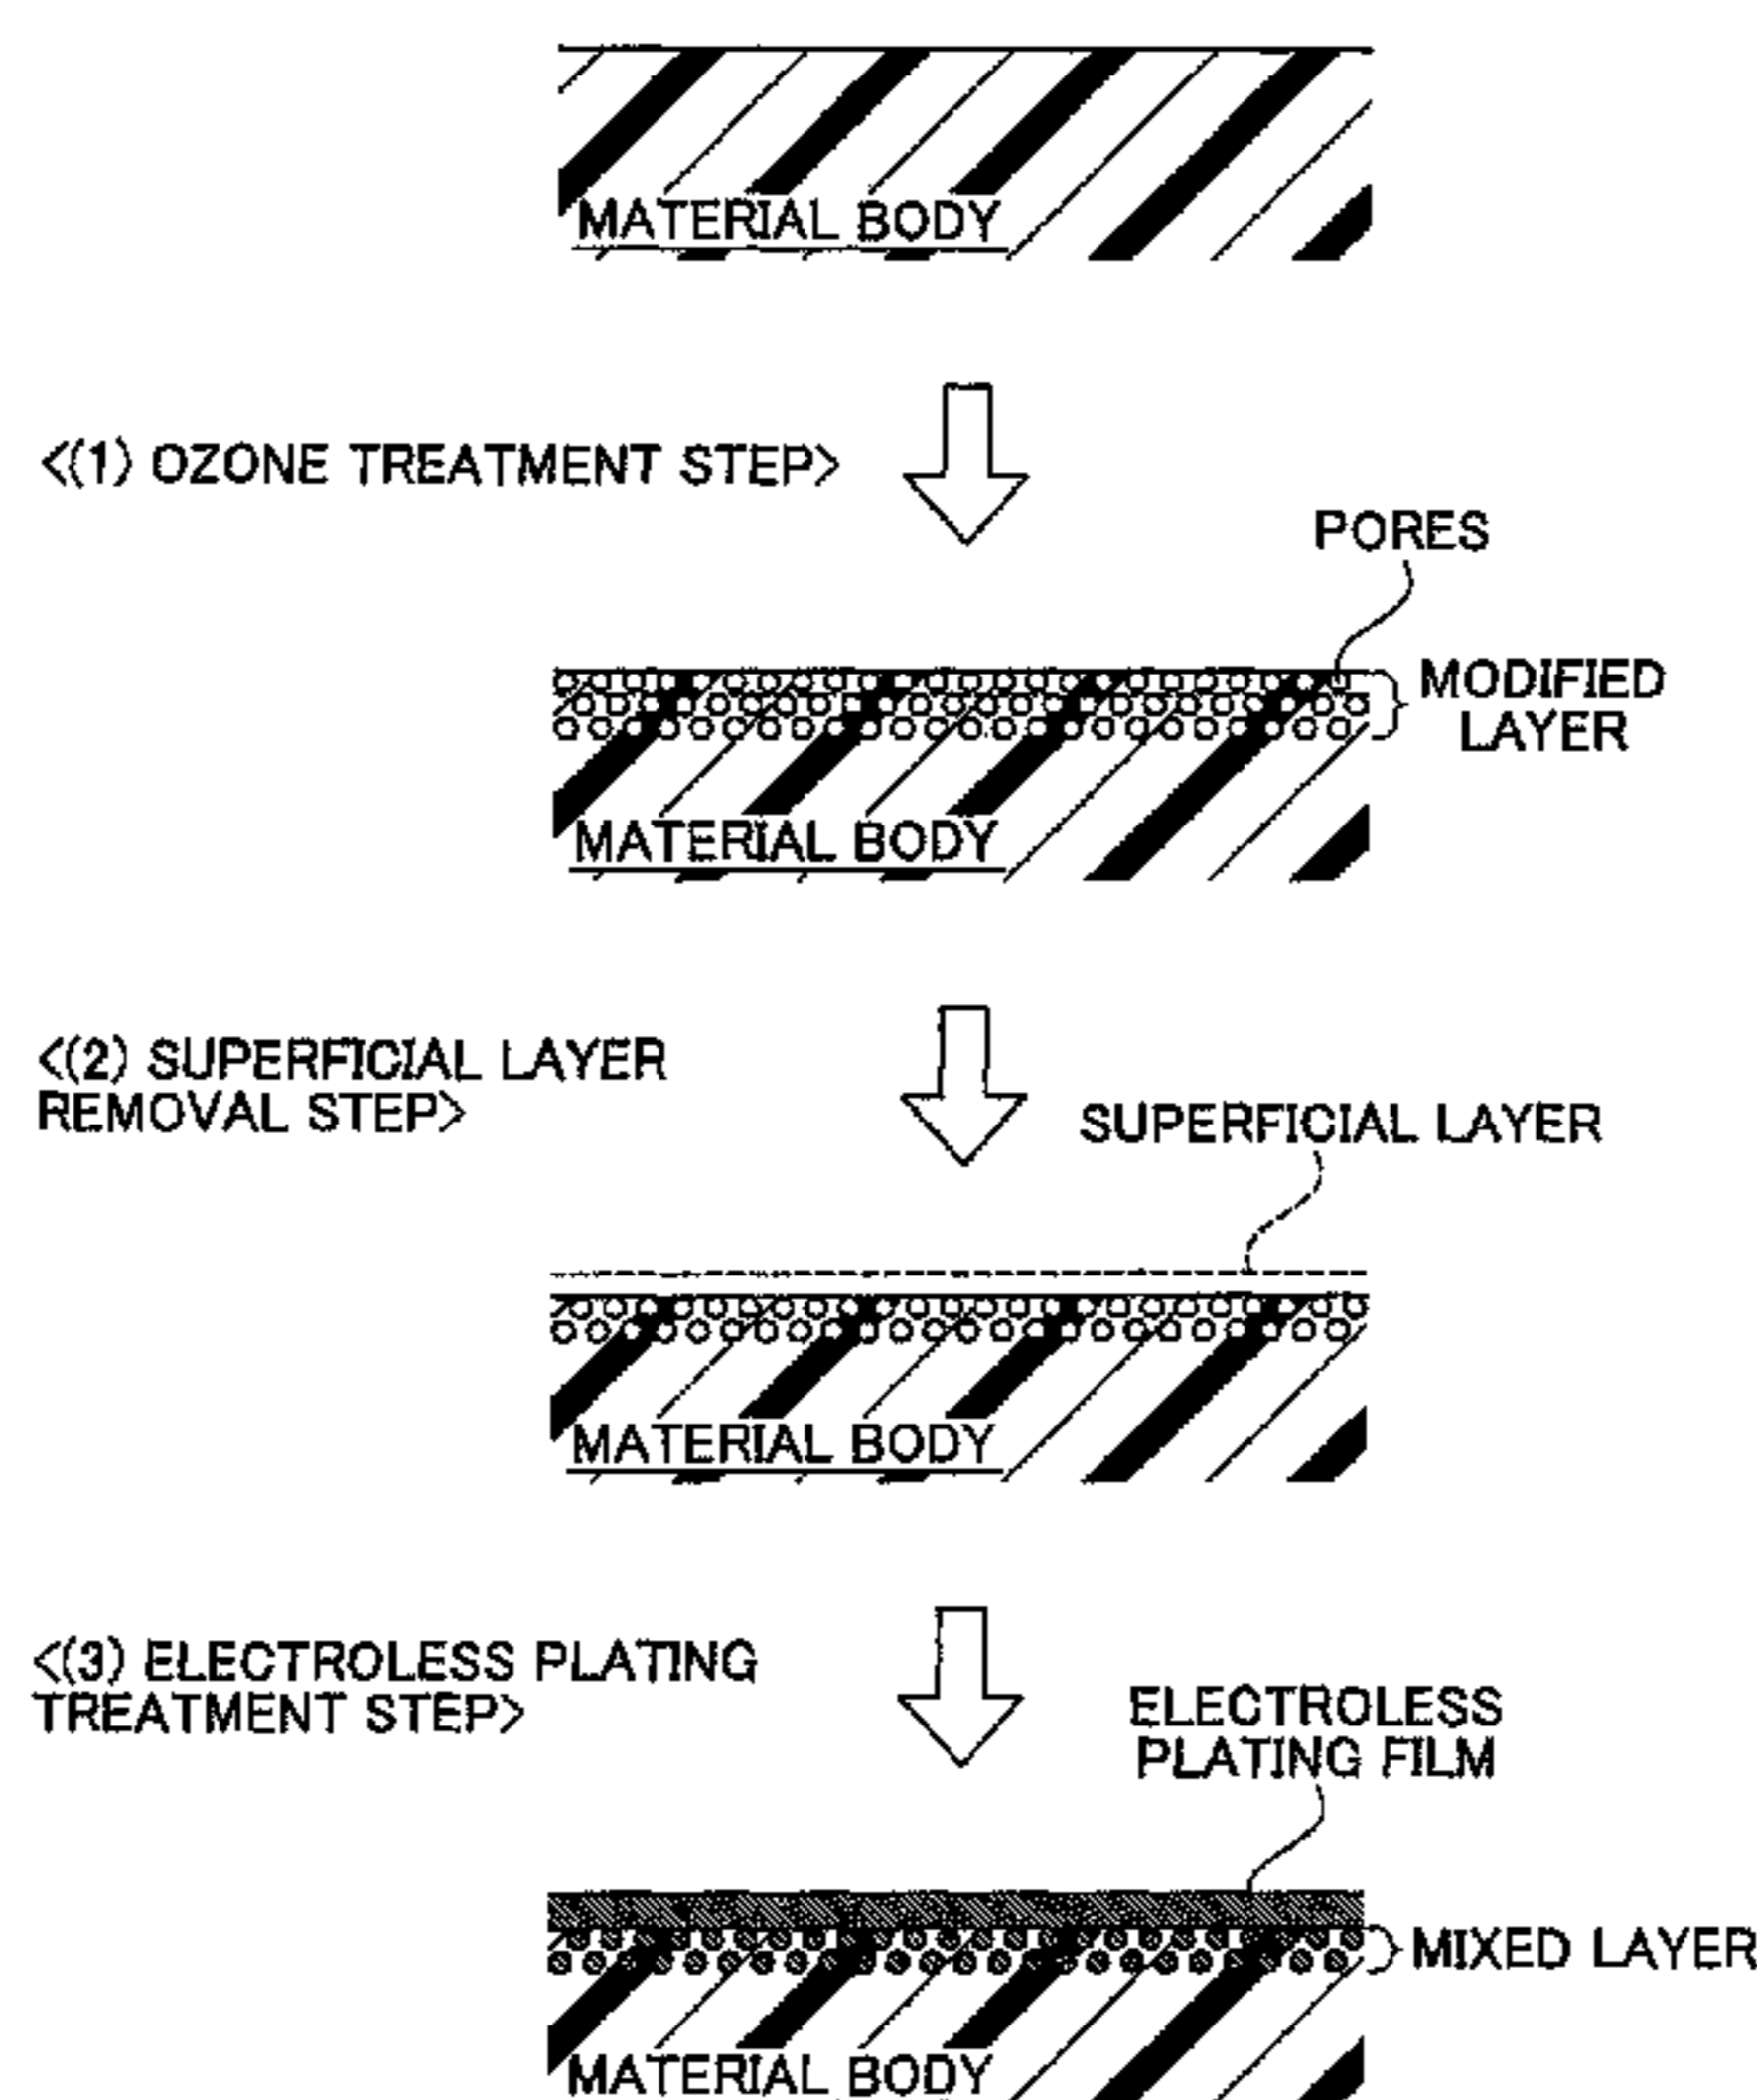 MATERIAL BODY
<(1) OZONE TREATMENT STEP>
PORES
MODIFIED
LAYER
MATERIAL BODY
<(2) SUPERFICIAL LAYER
REMOVAL STEP>
SUPERFICIAL LAYER
MATERIAL BODY
<(3) ELECTROLESS PLATING
TREATMENT STEP>
ELECTROLESS
PLATING FILM
MIXED LAYER
MATERIAL BODY